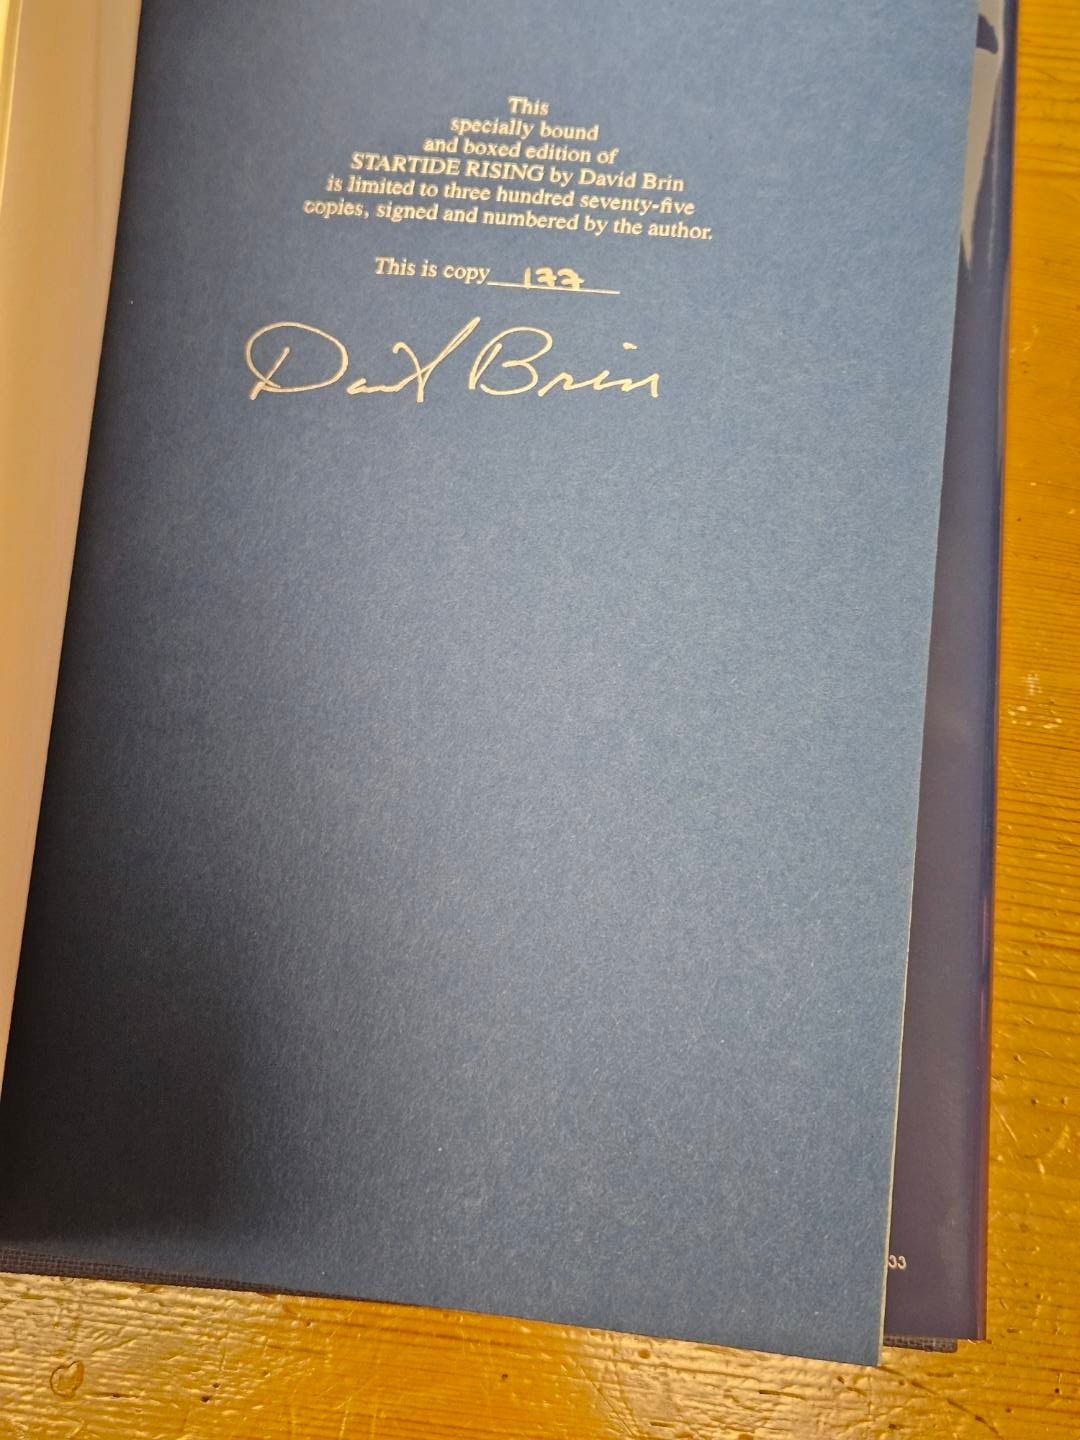 This
specially bound
and boxed edition of
STARTIDE RISING by David Brin
is limited to three hundred seventy-five
copies, signed and numbered by the author.
This is copy 177
David Brin
33